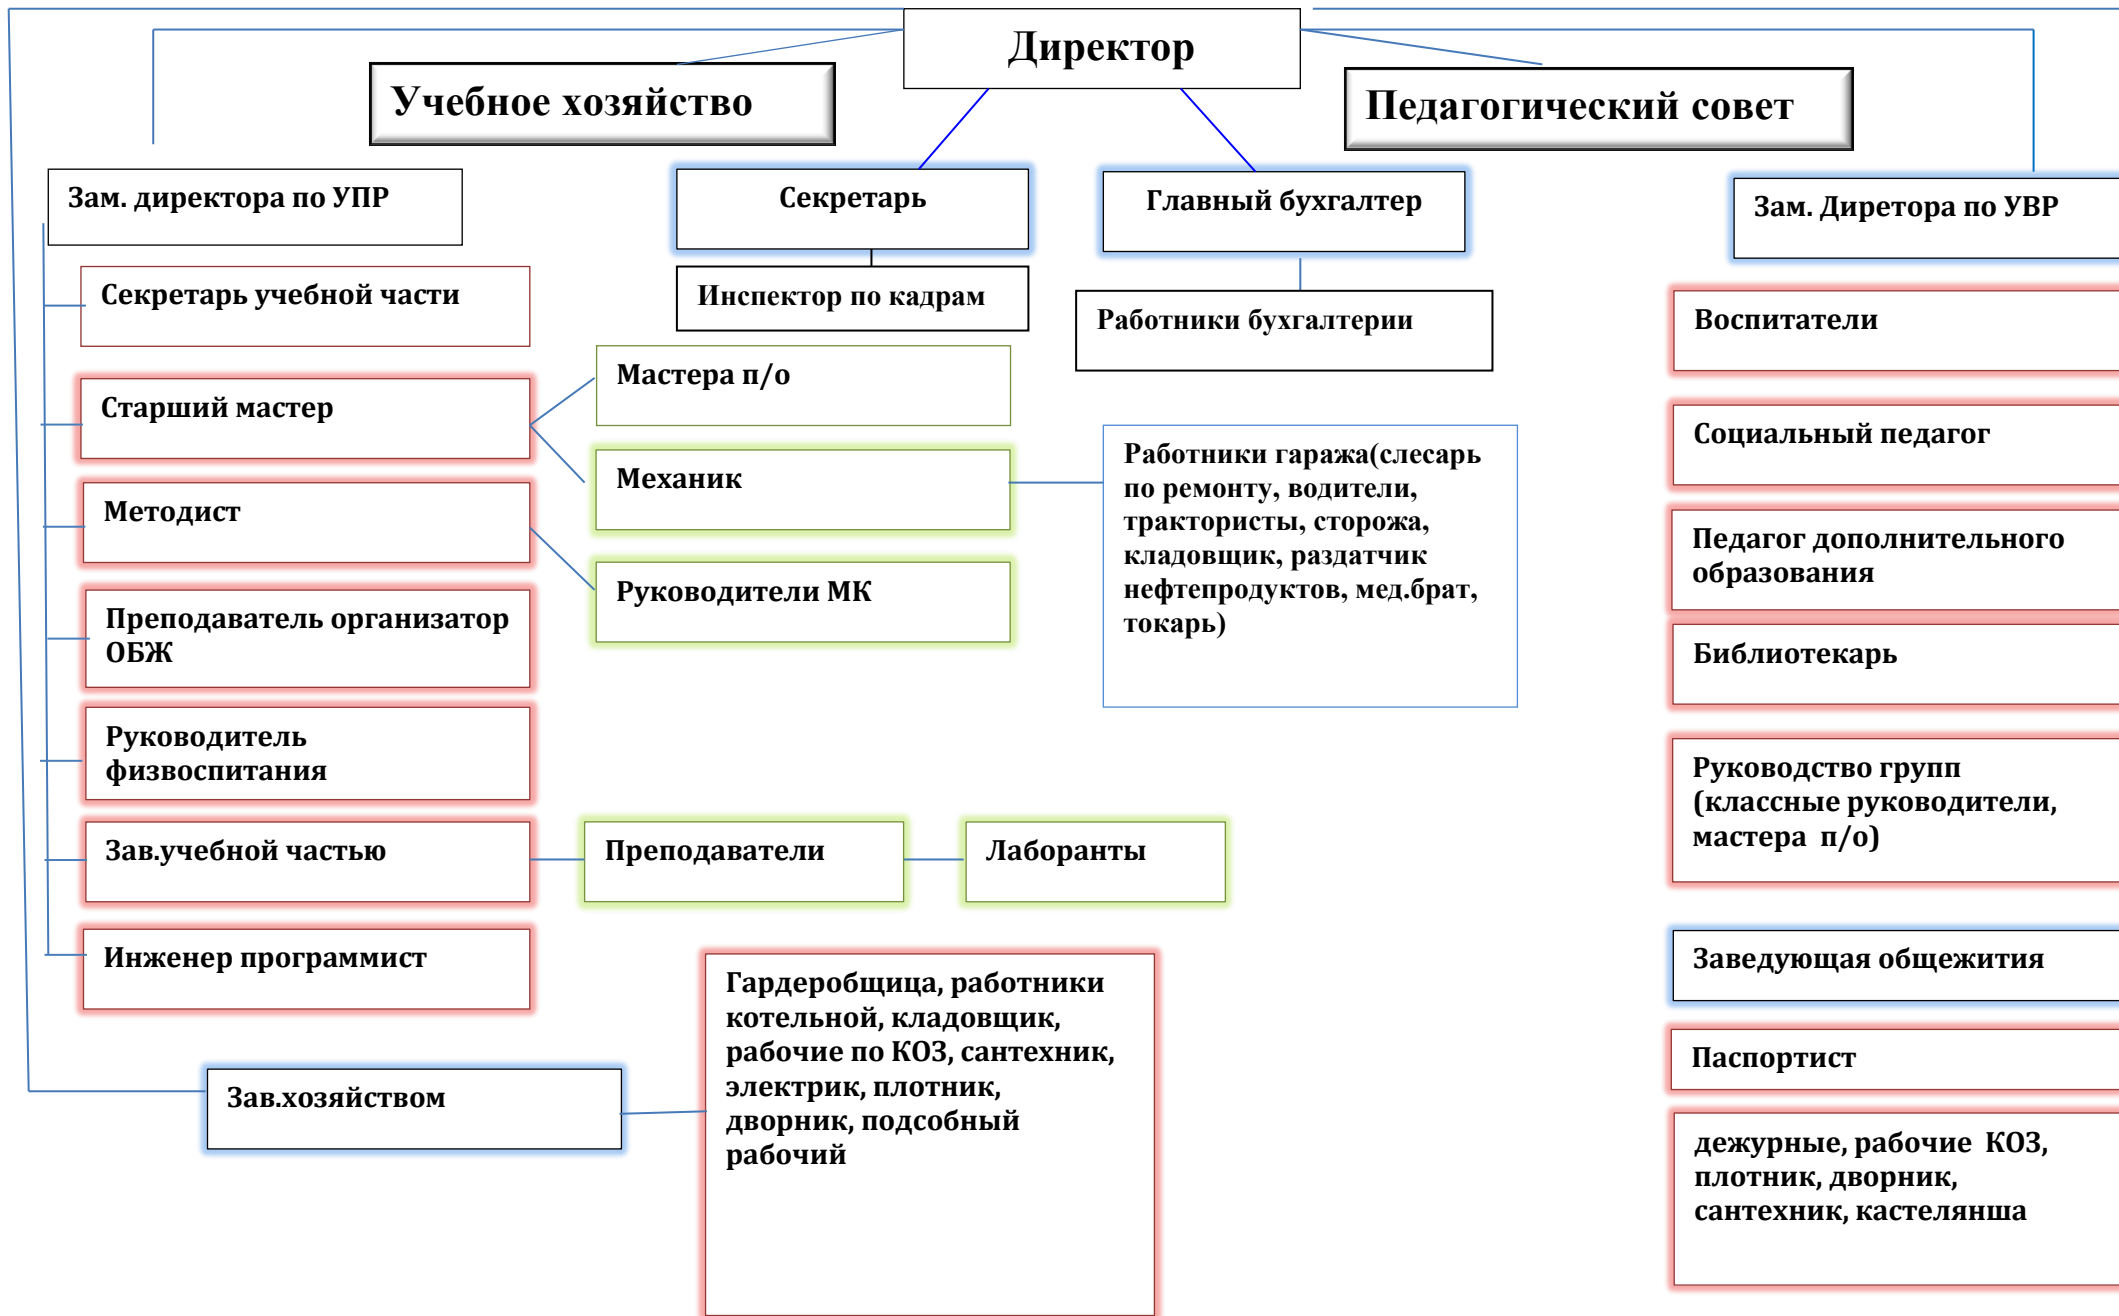 Директор
Учебное хозяйство
Педагогический совет
Зам. директора по УПР
Секретарь
Главный бухгалтер
Зам. Диретора по УВР
Секретарь учебной части
Инспектор по кадрам
Работники бухгалтерии
Воспитатели
Старший мастер
Мастера п/о
Социальный педагог
Методист
Механик
Работники гаража(слесарь
по ремонту, водители,
трактористы, сторожа,
кладовщик, раздатчик
нефтепродуктов, мед.брат,
токарь)
Педагог дополнительного
образования
Преподаватель организатор
ОБЖ
Руководители МК
Библиотекарь
Руководитель
физвоспитания
Руководство групп
(классные руководители,
мастера  п/о)
Зав.учебной частью
Преподаватели
Лаборанты
Инженер программист
Заведующая общежития
Гардеробщица, работники
котельной, кладовщик,
рабочие по КОЗ, сантехник,
электрик, плотник,
дворник, подсобный
рабочий
Паспортист
Зав.хозяйством
дежурные, рабочие  КОЗ,
плотник, дворник,
сантехник, кастелянша